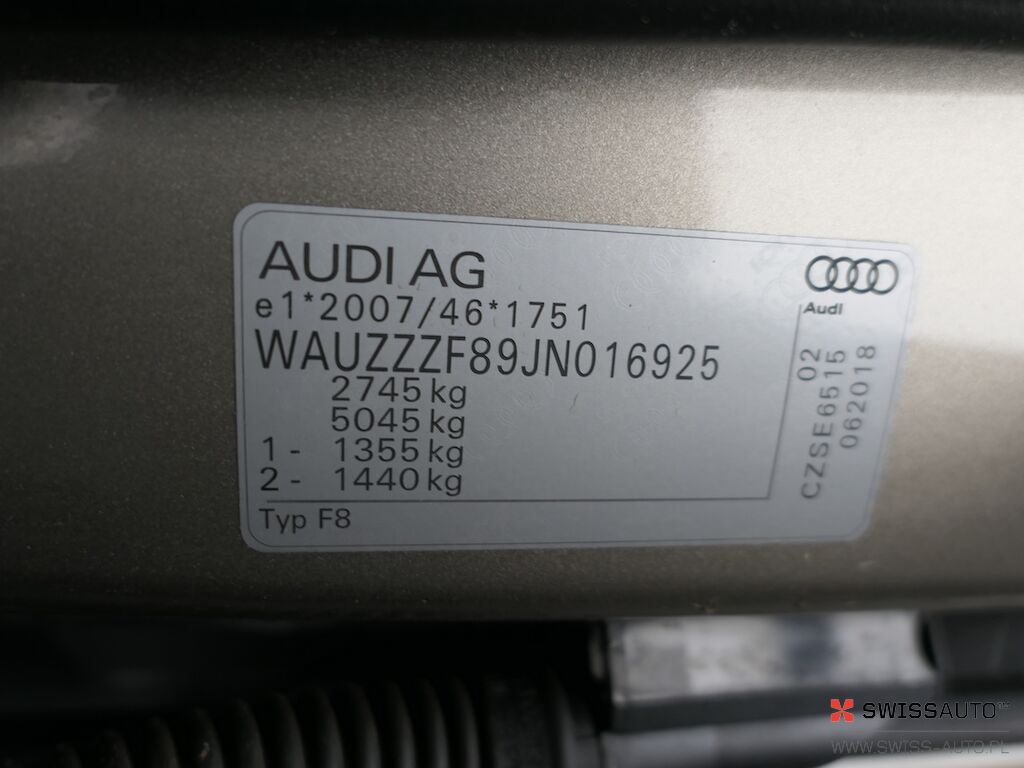 AUDI AG
e1*2007/46*1751
WAUZZZF89JN016925
2745 kg
5045 kg
1 - 1355 kg
2 - 1440 kg
Typ F8
Audi
02
CZSE6515
062018
SWISSAUTO
WWW.SWISS-AUTO.PL